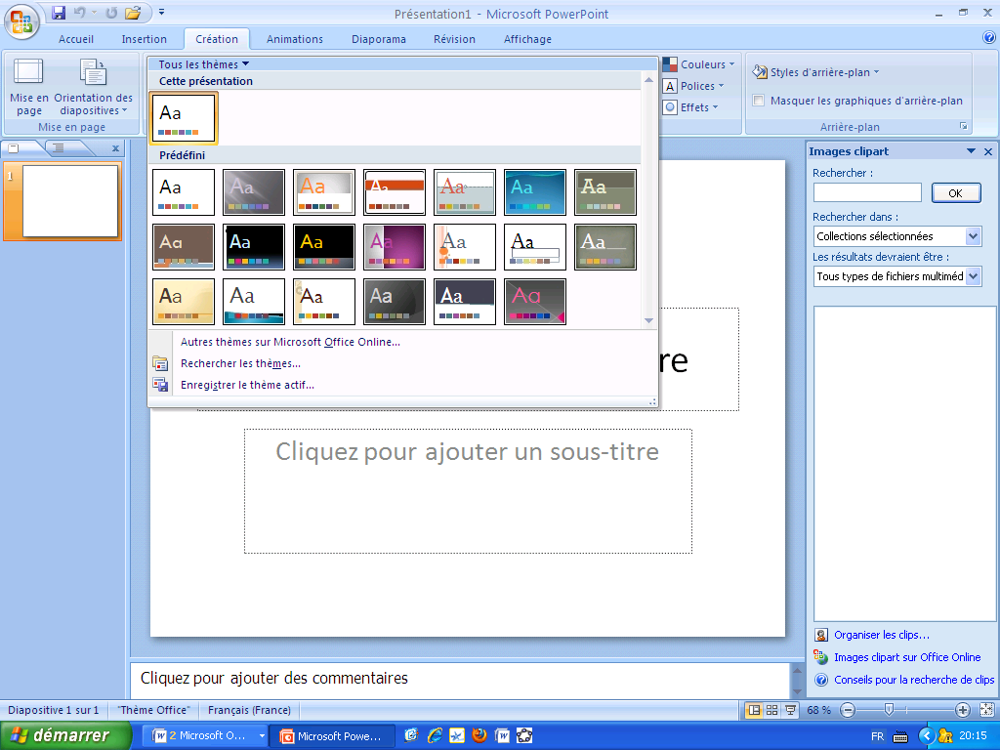 Présentation1 - Microsoft PowerPoint
Accueil Insertion Création Animations Diaporama Révision Affichage
Mise en page
Orientation des diapositives
Mise en page
Tous les thèmes
Cette présentation
Aa
Prédéfini
Aa Aa Aa Aa Aa Aa Aa
Aa Aa Aa Aa Aa Aa Aa
Aa Aa Aa Aa Aa Aa
Autres thèmes sur Microsoft Office Online...
Rechercher les thèmes...
Enregistrer le thème actif...
Couleurs
A Polices
Effets
Styles d'arrière-plan
Masquer les graphiques d'arrière-plan
Arrière-plan
1
re
Cliquez pour ajouter un sous-titre
Cliquez pour ajouter des commentaires
Images clipart
Rechercher :
OK
Rechercher dans :
Collections sélectionnées
Les résultats devraient être :
Tous types de fichiers multiméd
Organiser les clips...
Images clipart sur Office Online
Conseils pour la recherche de clips
Diapositive 1 sur 1 "Thème Office" Français (France) 68 %
démarrer 2 Microsoft O... Microsoft Powe... FR 20:15